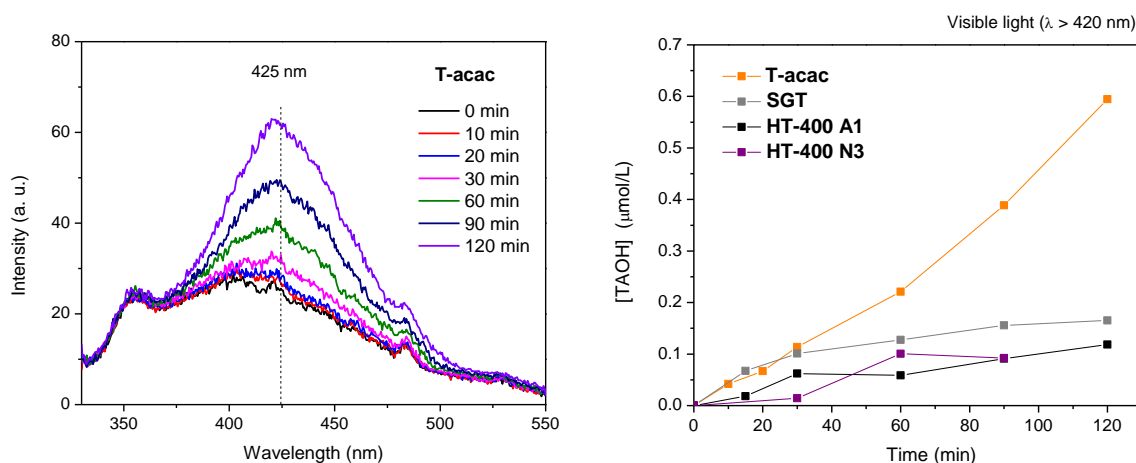 80
60
40
20
0
Intensity (a. u.)
425 nm
T-acac
0 min
10 min
20 min
30 min
60 min
90 min
120 min
350
400
450
500
550
Wavelength (nm)
Visible light (λ > 420 nm)
0.7
0.6
0.5
0.4
0.3
0.2
0.1
0.0
[TAOH] (μmol/L)
T-acac
SGT
HT-400 A1
HT-400 N3
0
20
40
60
80
100
120
Time (min)